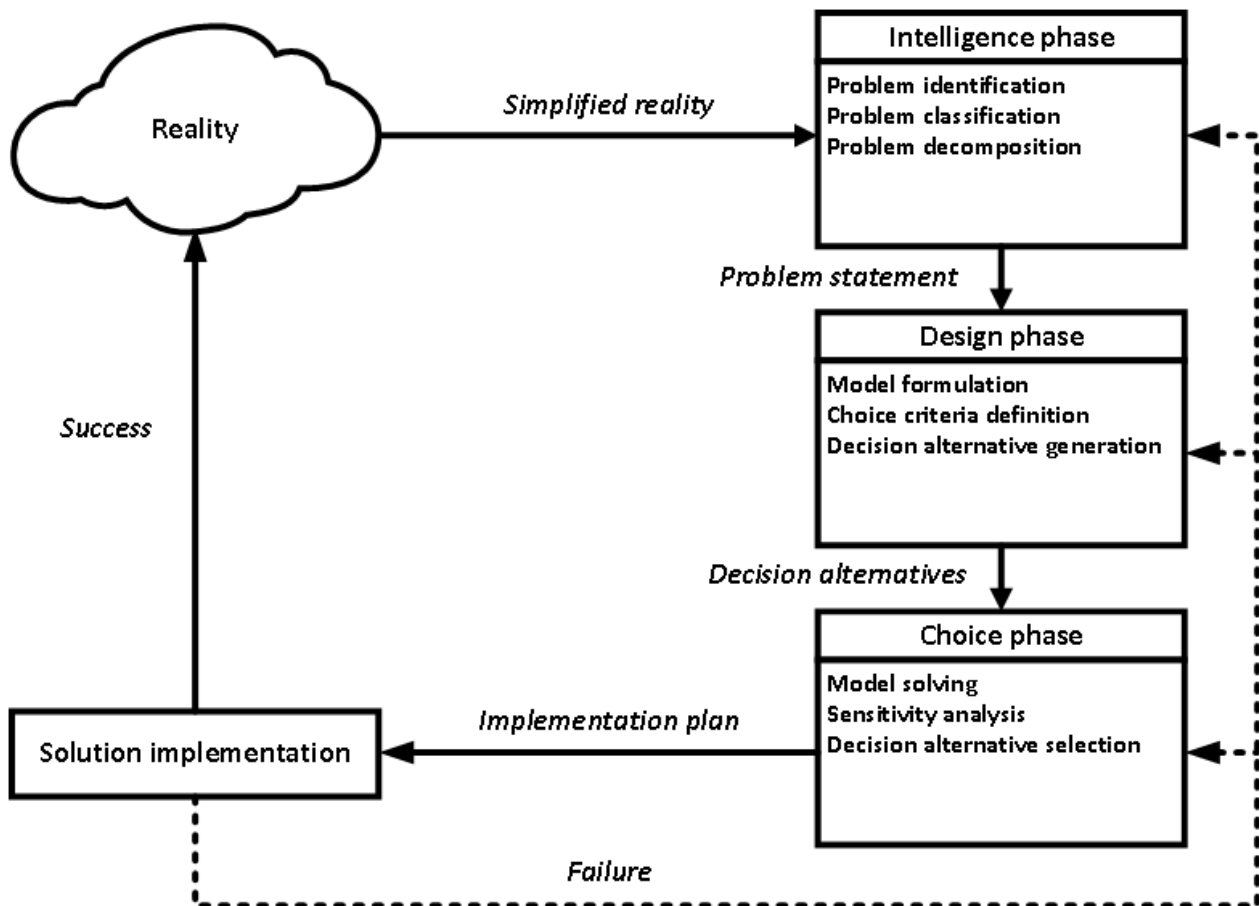 Intelligence phase
Problem identification
Problem classification
Problem decomposition
Simplified reality
Reality
Problem statement
Design phase
Model formulation
Choice criteria definition
Decision alternative generation
Success
Decision alternatives
Choice phase
Model solving
Sensitivity analysis
Decision alternative selection
Implementation plan
Solution implementation
Failure